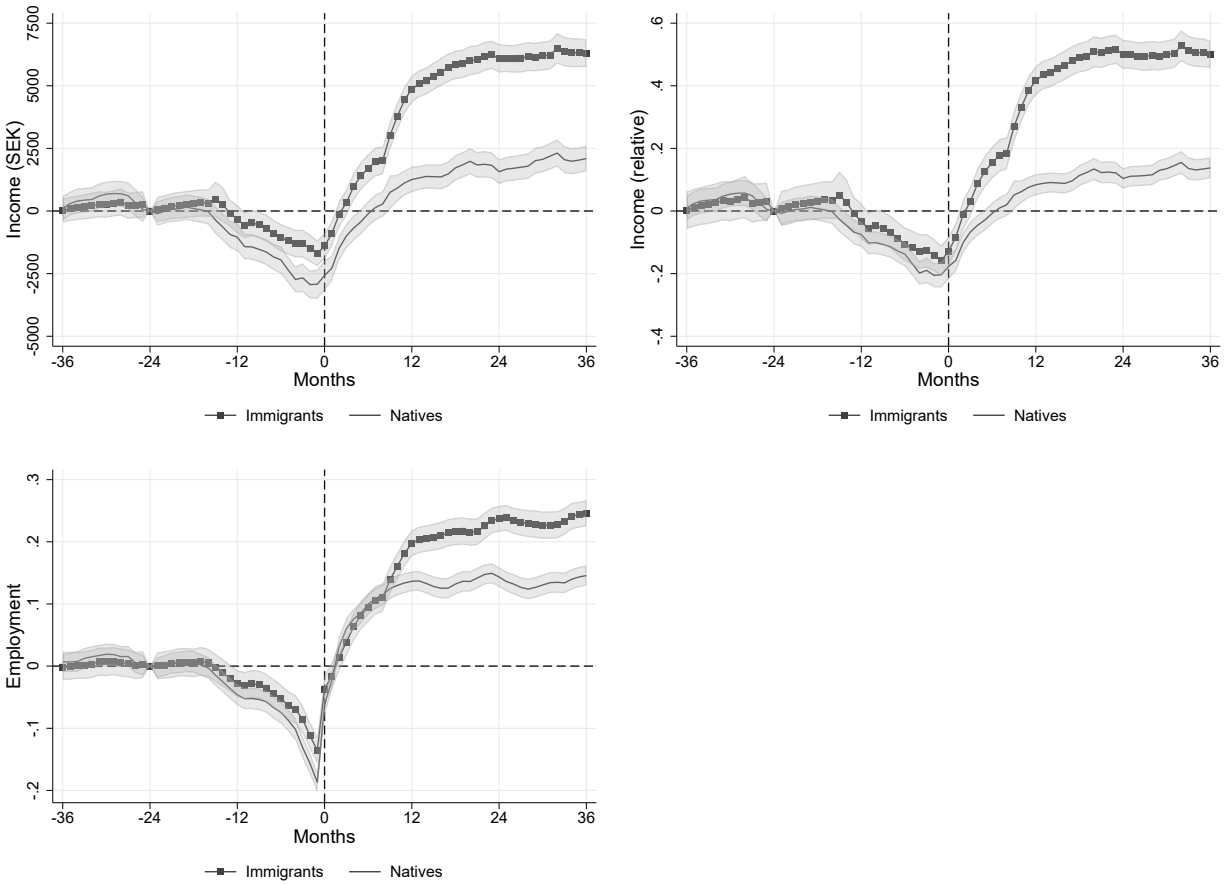 Income (SEK)
7500
5000
2500
0
-2500
-5000
-36 -24 -12 0 12 24 36
Months
Immigrants Natives
Income (relative)
.6
.4
.2
0
-.2
-.4
-36 -24 -12 0 12 24 36
Months
Immigrants Natives
Employment
.3
.2
.1
0
-.1
-.2
-36 -24 -12 0 12 24 36
Months
Immigrants Natives